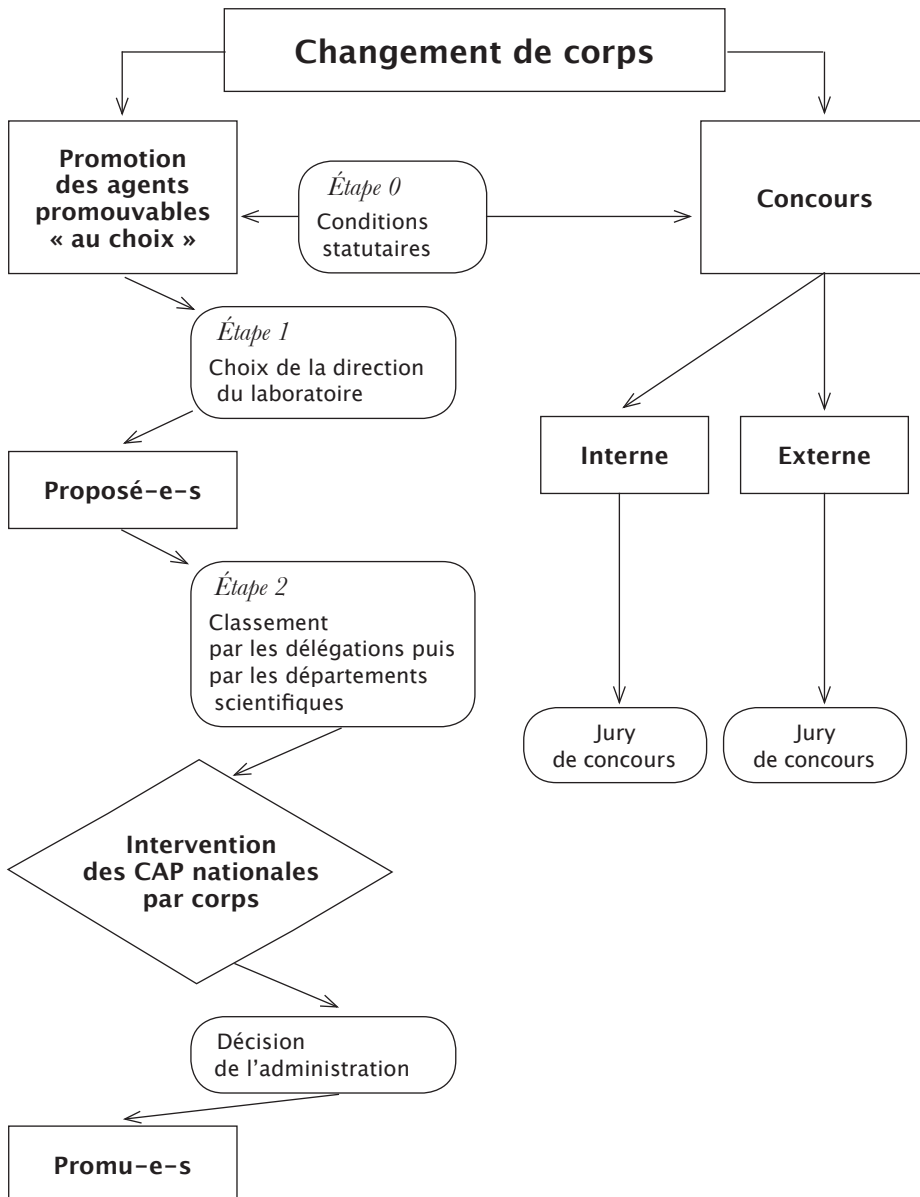 Changement de corps
Promotion
des agents
promouvables
« au choix »
Étape 0
Conditions
statutaires
Concours
Étape 1
Choix de la direction
du laboratoire
Proposé-e-s
Interne
Externe
Étape 2
Classement
par les délégations puis
par les départements
scientifiques
Jury
de concours
Jury
de concours
Intervention
des CAP nationales
par corps
Décision
de l’administration
Promu-e-s